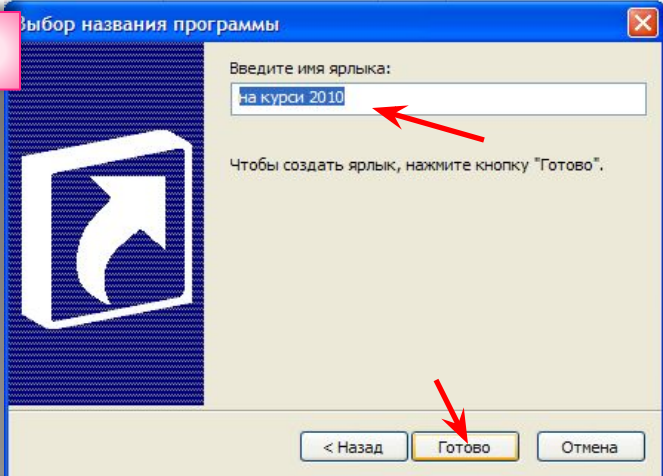 Выбор названия программы
Введите имя ярлыка:
на курси 2010
Чтобы создать ярлык, нажмите кнопку "Готово".
< Назад
Готово
Отмена